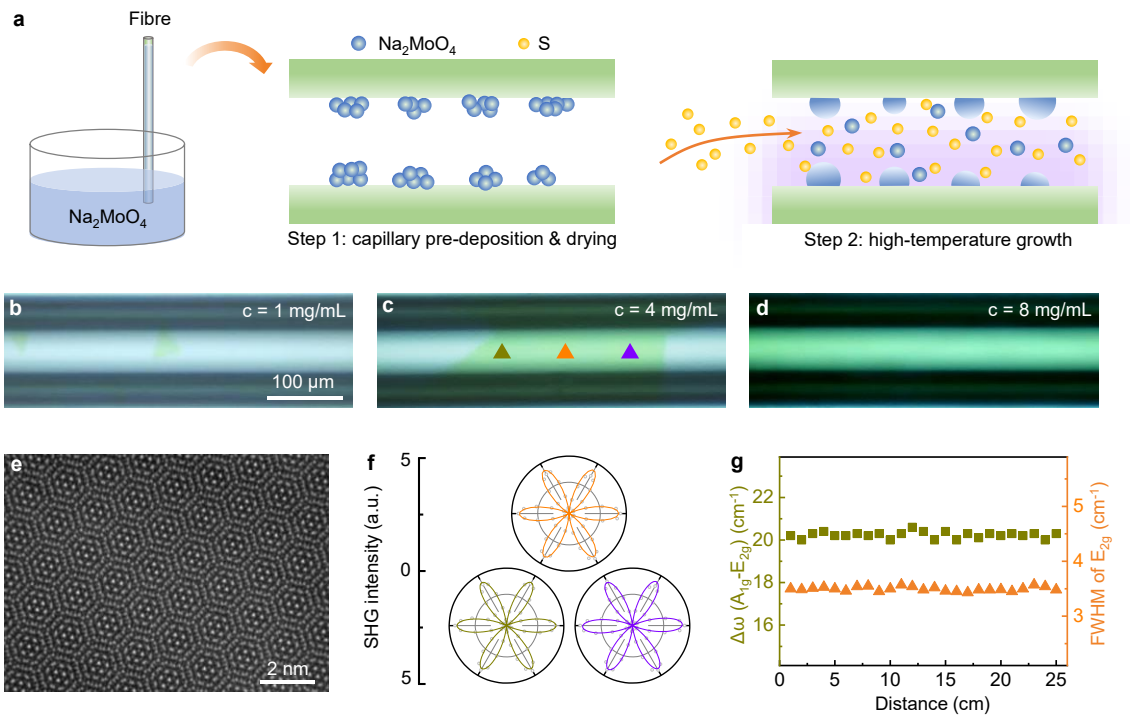 a
Fibre
Na₂MoO₄
Na₂MoO₄ S
Step 1: capillary pre-deposition & drying
Step 2: high-temperature growth
b
c = 1 mg/mL
100 µm
c
c = 4 mg/mL
d
c = 8 mg/mL
e
2 nm
f
SHG intensity (a.u.)
5
0
5
g
Δω (A₁g-E₂g) (cm⁻¹)
22
20
18
16
FWHM of E₂g (cm⁻¹)
5
4
3
0 5 10 15 20 25
Distance (cm)